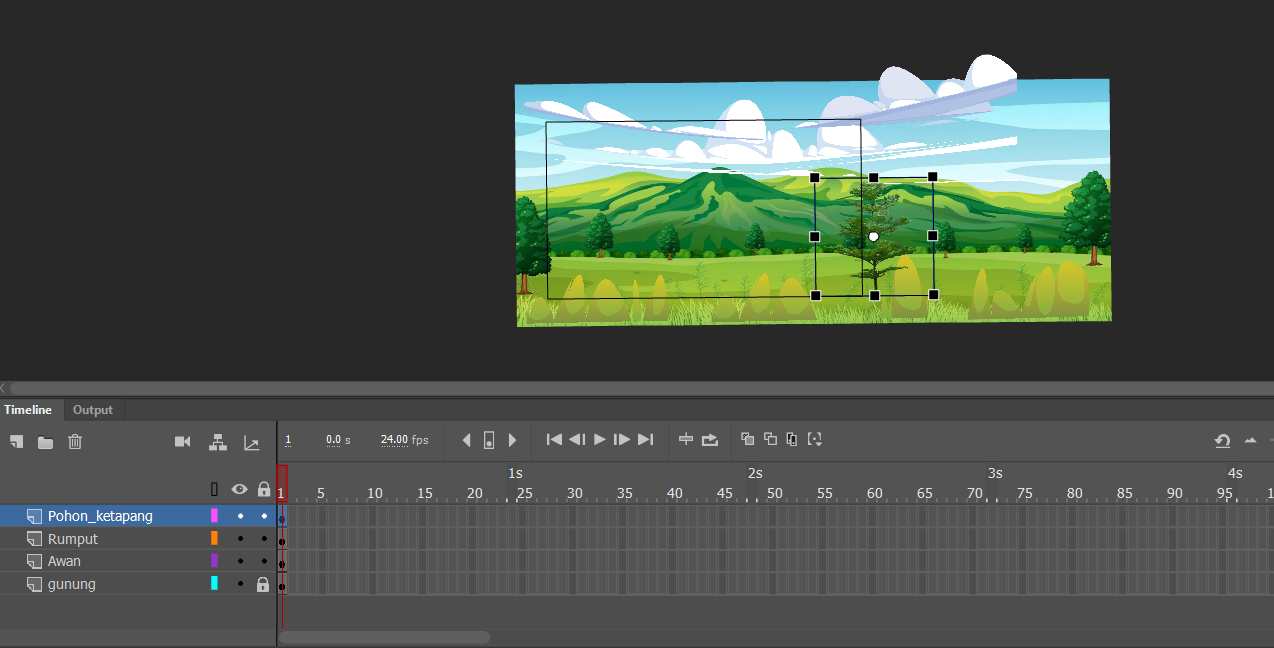 Timeline Output
1 0.0 s 24.00 fps
1s 2s 3s 4s
1 5 10 15 20 25 30 35 40 45 50 55 60 65 70 75 80 85 90 95
Pohon_ketapang
Rumput
Awan
gunung